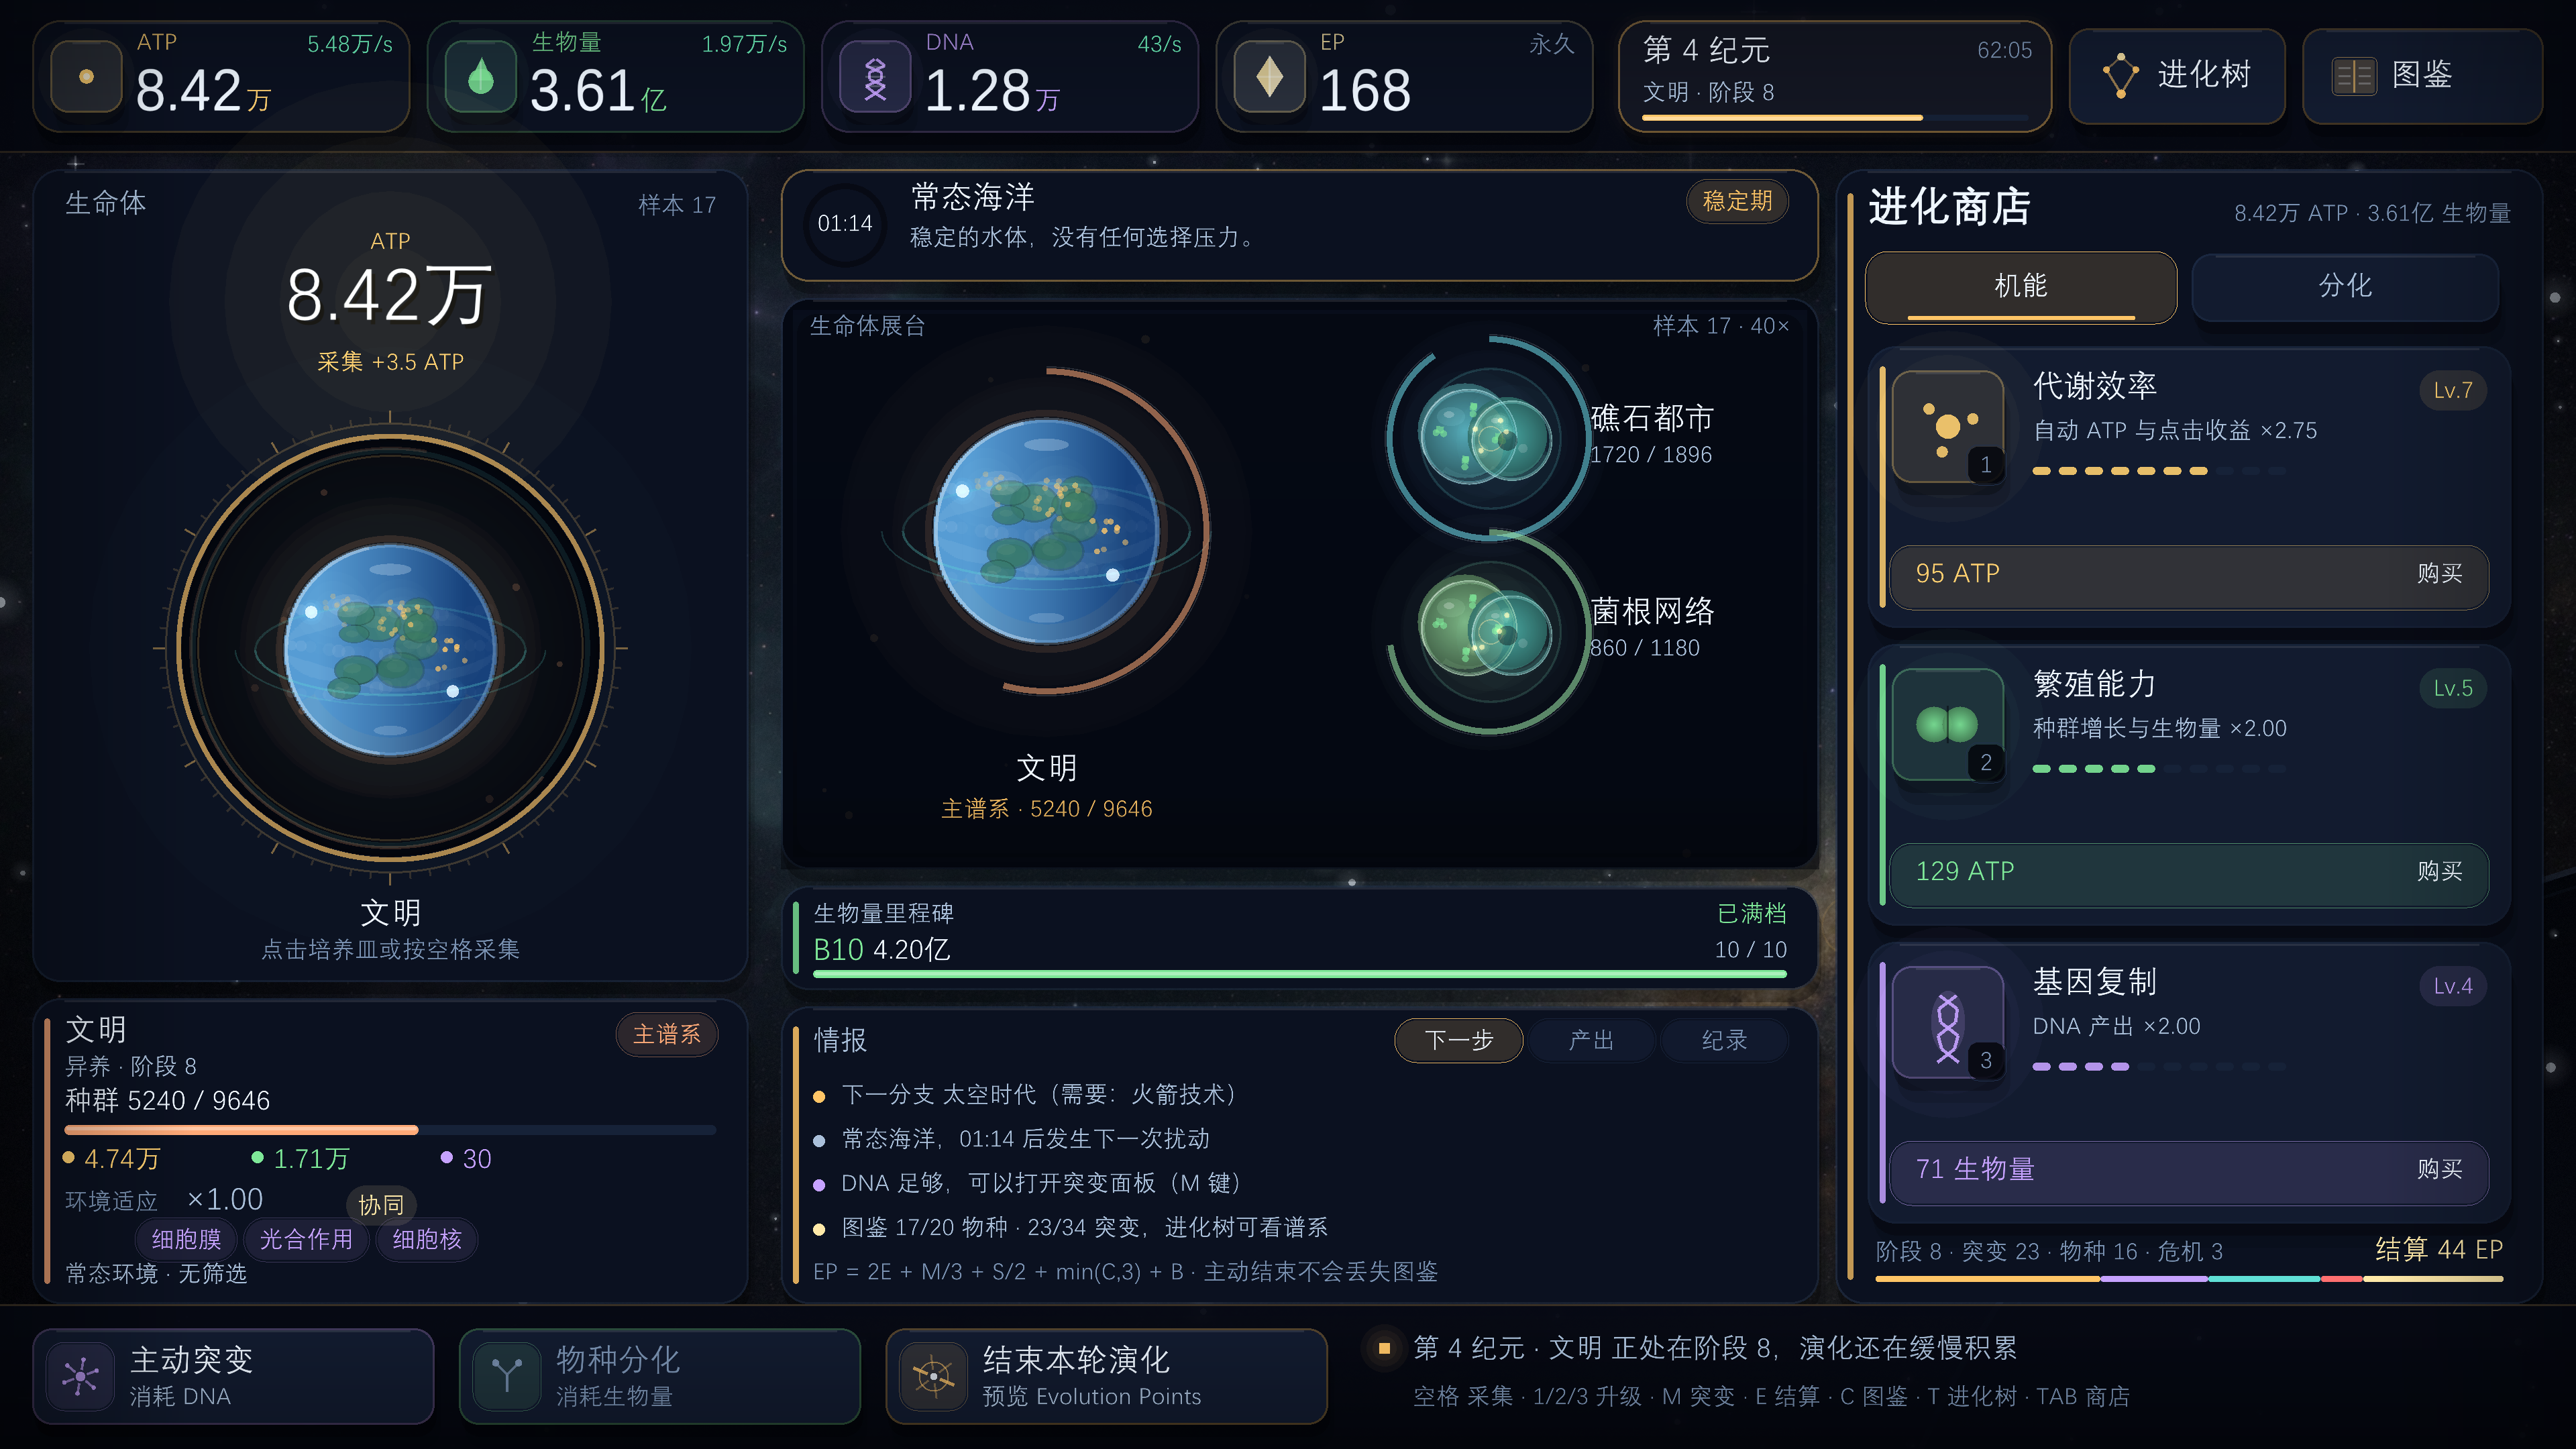 ATP 5.48万/s
8.42万
生物量 1.97万/s
3.61亿
DNA 43/s
1.28万
EP 永久
168
第 4 纪元 62:05
文明 · 阶段 8
进化树
图鉴
生命体 样本 17
ATP
8.42万
采集 +3.5 ATP
文明
点击培养皿或按空格采集
文明 主谱系
异养 · 阶段 8
种群 5240 / 9646
4.74万 1.71万 30
环境适应 ×1.00 协同
细胞膜 光合作用 细胞核
常态环境 · 无筛选
01:14
常态海洋 稳定期
稳定的水体，没有任何选择压力。
生命体展台 样本 17 · 40×
礁石都市
1720 / 1896
菌根网络
860 / 1180
文明
主谱系 · 5240 / 9646
生物量里程碑 已满档
B10 4.20亿 10 / 10
情报 下一步 产出 纪录
下一分支 太空时代（需要：火箭技术）
常态海洋，01:14 后发生下一次扰动
DNA 足够，可以打开突变面板（M 键）
图鉴 17/20 物种 · 23/34 突变，进化树可看谱系
EP = 2E + M/3 + S/2 + min(C,3) + B · 主动结束不会丢失图鉴
进化商店 8.42万 ATP · 3.61亿 生物量
机能 分化
代谢效率 Lv.7
自动 ATP 与点击收益 ×2.75
1
95 ATP 购买
繁殖能力 Lv.5
种群增长与生物量 ×2.00
2
129 ATP 购买
基因复制 Lv.4
DNA 产出 ×2.00
3
71 生物量 购买
阶段 8 · 突变 23 · 物种 16 · 危机 3 结算 44 EP
主动突变
消耗 DNA
物种分化
消耗生物量
结束本轮演化
预览 Evolution Points
第 4 纪元 · 文明 正处在阶段 8，演化还在缓慢积累
空格 采集 · 1/2/3 升级 · M 突变 · E 结算 · C 图鉴 · T 进化树 · TAB 商店